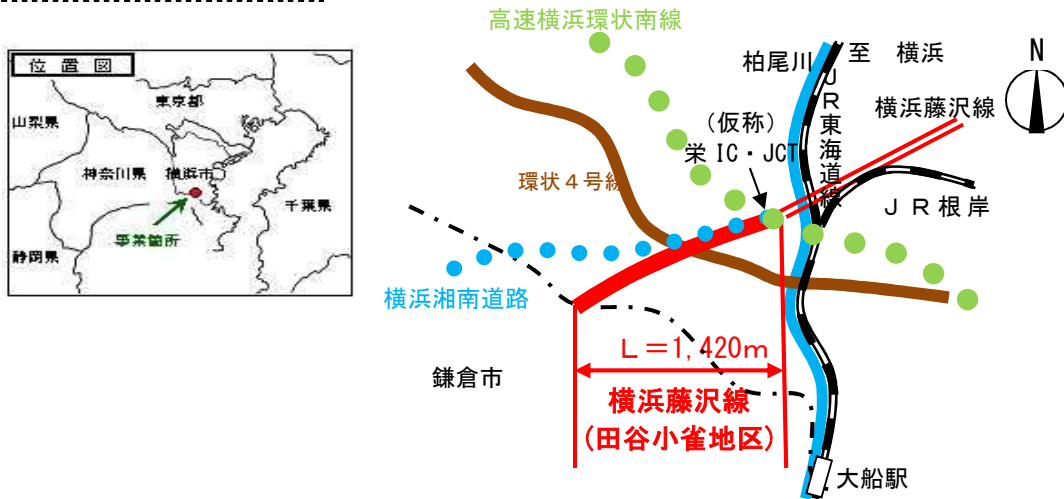 位置図
東京都
山梨県
神奈川県
横浜市
千葉県
事業箇所
静岡県
高速横浜環状南線
柏尾川
至 横浜
N
JR東海道線
横浜藤沢線
(仮称)
栄IC・JCT
環状4号線
JR根岸
横浜湘南道路
L=1,420m
鎌倉市
横浜藤沢線
(田谷小雀地区)
大船駅